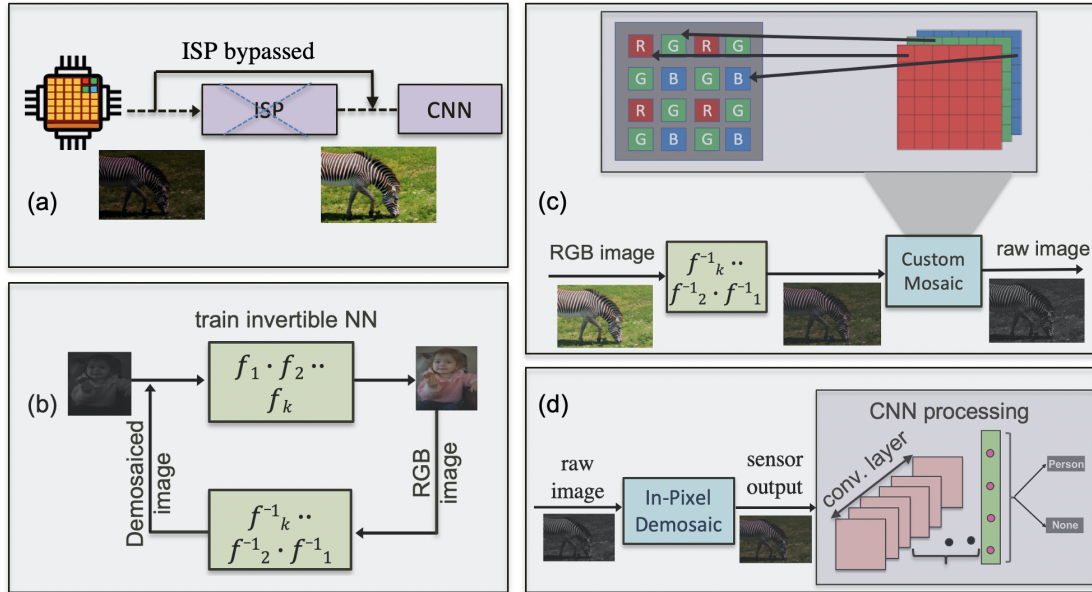 ISP bypassed
ISP
CNN
(a)
train invertible NN
f₁ · f₂ ··
fₖ
(b)
Demosaiced
image
RGB
image
f⁻¹ₖ ··
f⁻¹₂ · f⁻¹₁
R G R G
G B G B
R G R G
G B G B
(c)
RGB image
f⁻¹ₖ ··
f⁻¹₂ · f⁻¹₁
Custom
Mosaic
raw image
(d)
raw
image
In-Pixel
Demosaic
sensor
output
CNN processing
conv. layer
Person
None